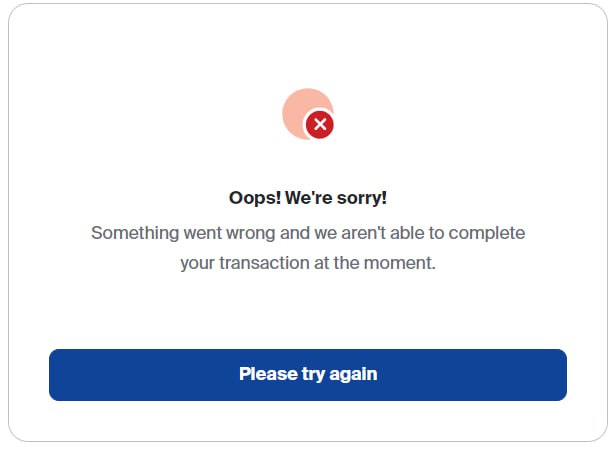 Oops! We're sorry!
Something went wrong and we aren't able to complete
your transaction at the moment.
Please try again